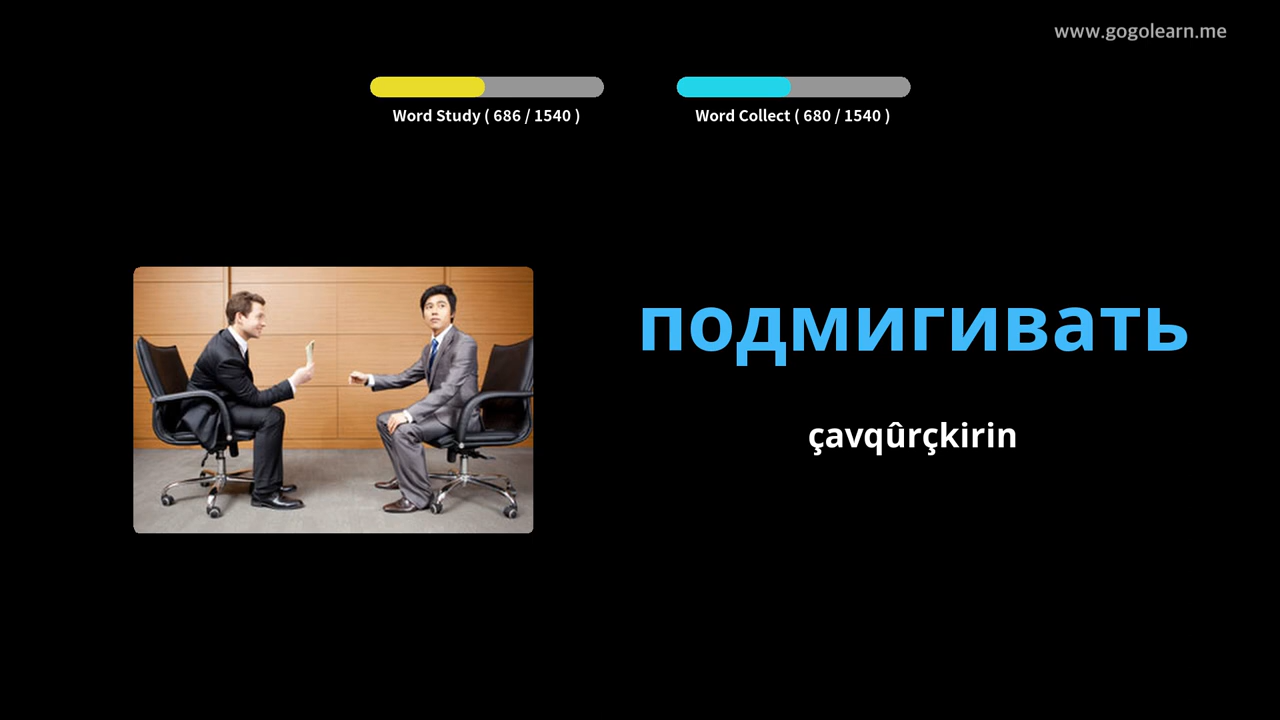 www.gogolearn.me
Word Study ( 686 / 1540 )
Word Collect ( 680 / 1540 )
подмигивать
çavqûrçkirin